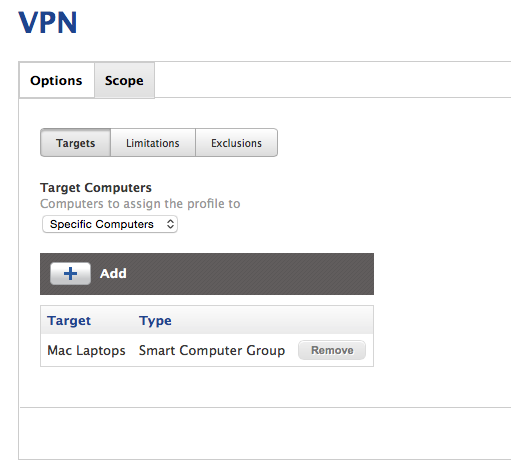 VPN
Options Scope
Targets Limitations Exclusions
Target Computers
Computers to assign the profile to
Specific Computers
+ Add
Target Type
Mac Laptops Smart Computer Group Remove